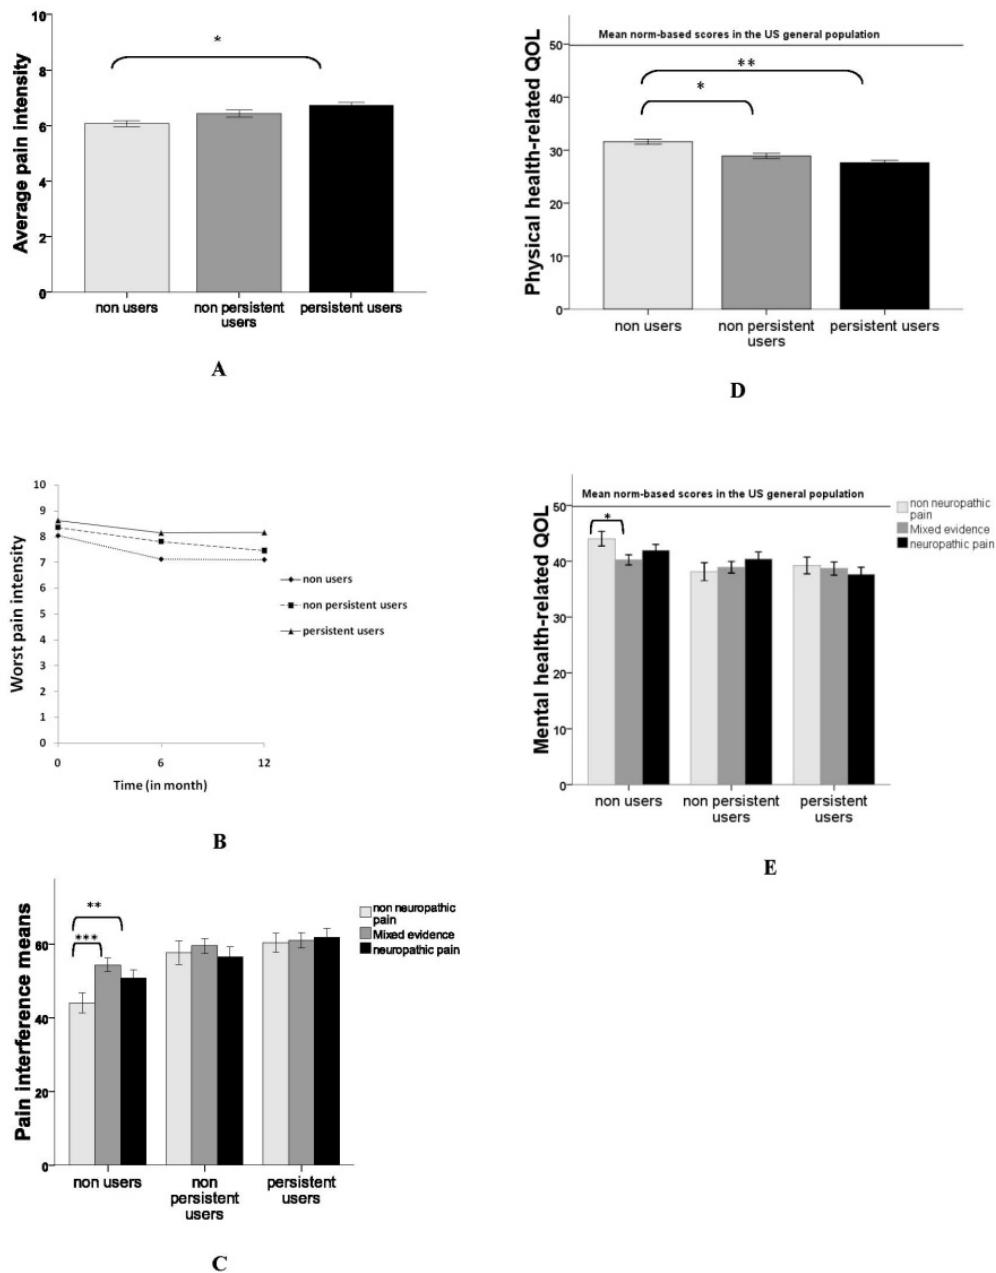 Average pain intensity
10
8
6
4
2
0
*
non users
non persistent
users
persistent users
A
Physical health-related QOL
Mean norm-based scores in the US general population
50
40
30
20
10
0
**
*
non users
non persistent
users
persistent users
D
Worst pain intensity
10
9
8
7
6
5
4
3
2
1
0
0
6
12
Time (in month)
non users
non persistent users
persistent users
B
Mental health-related QOL
Mean norm-based scores in the US general population
50
40
30
20
10
0
*
non neuropathic
pain
Mixed evidence
neuropathic pain
non users
non persistent
users
persistent
users
E
Pain interference means
60
40
20
0
**
***
non neuropathic
pain
Mixed evidence
neuropathic pain
non users
non
persistent
users
persistent
users
C